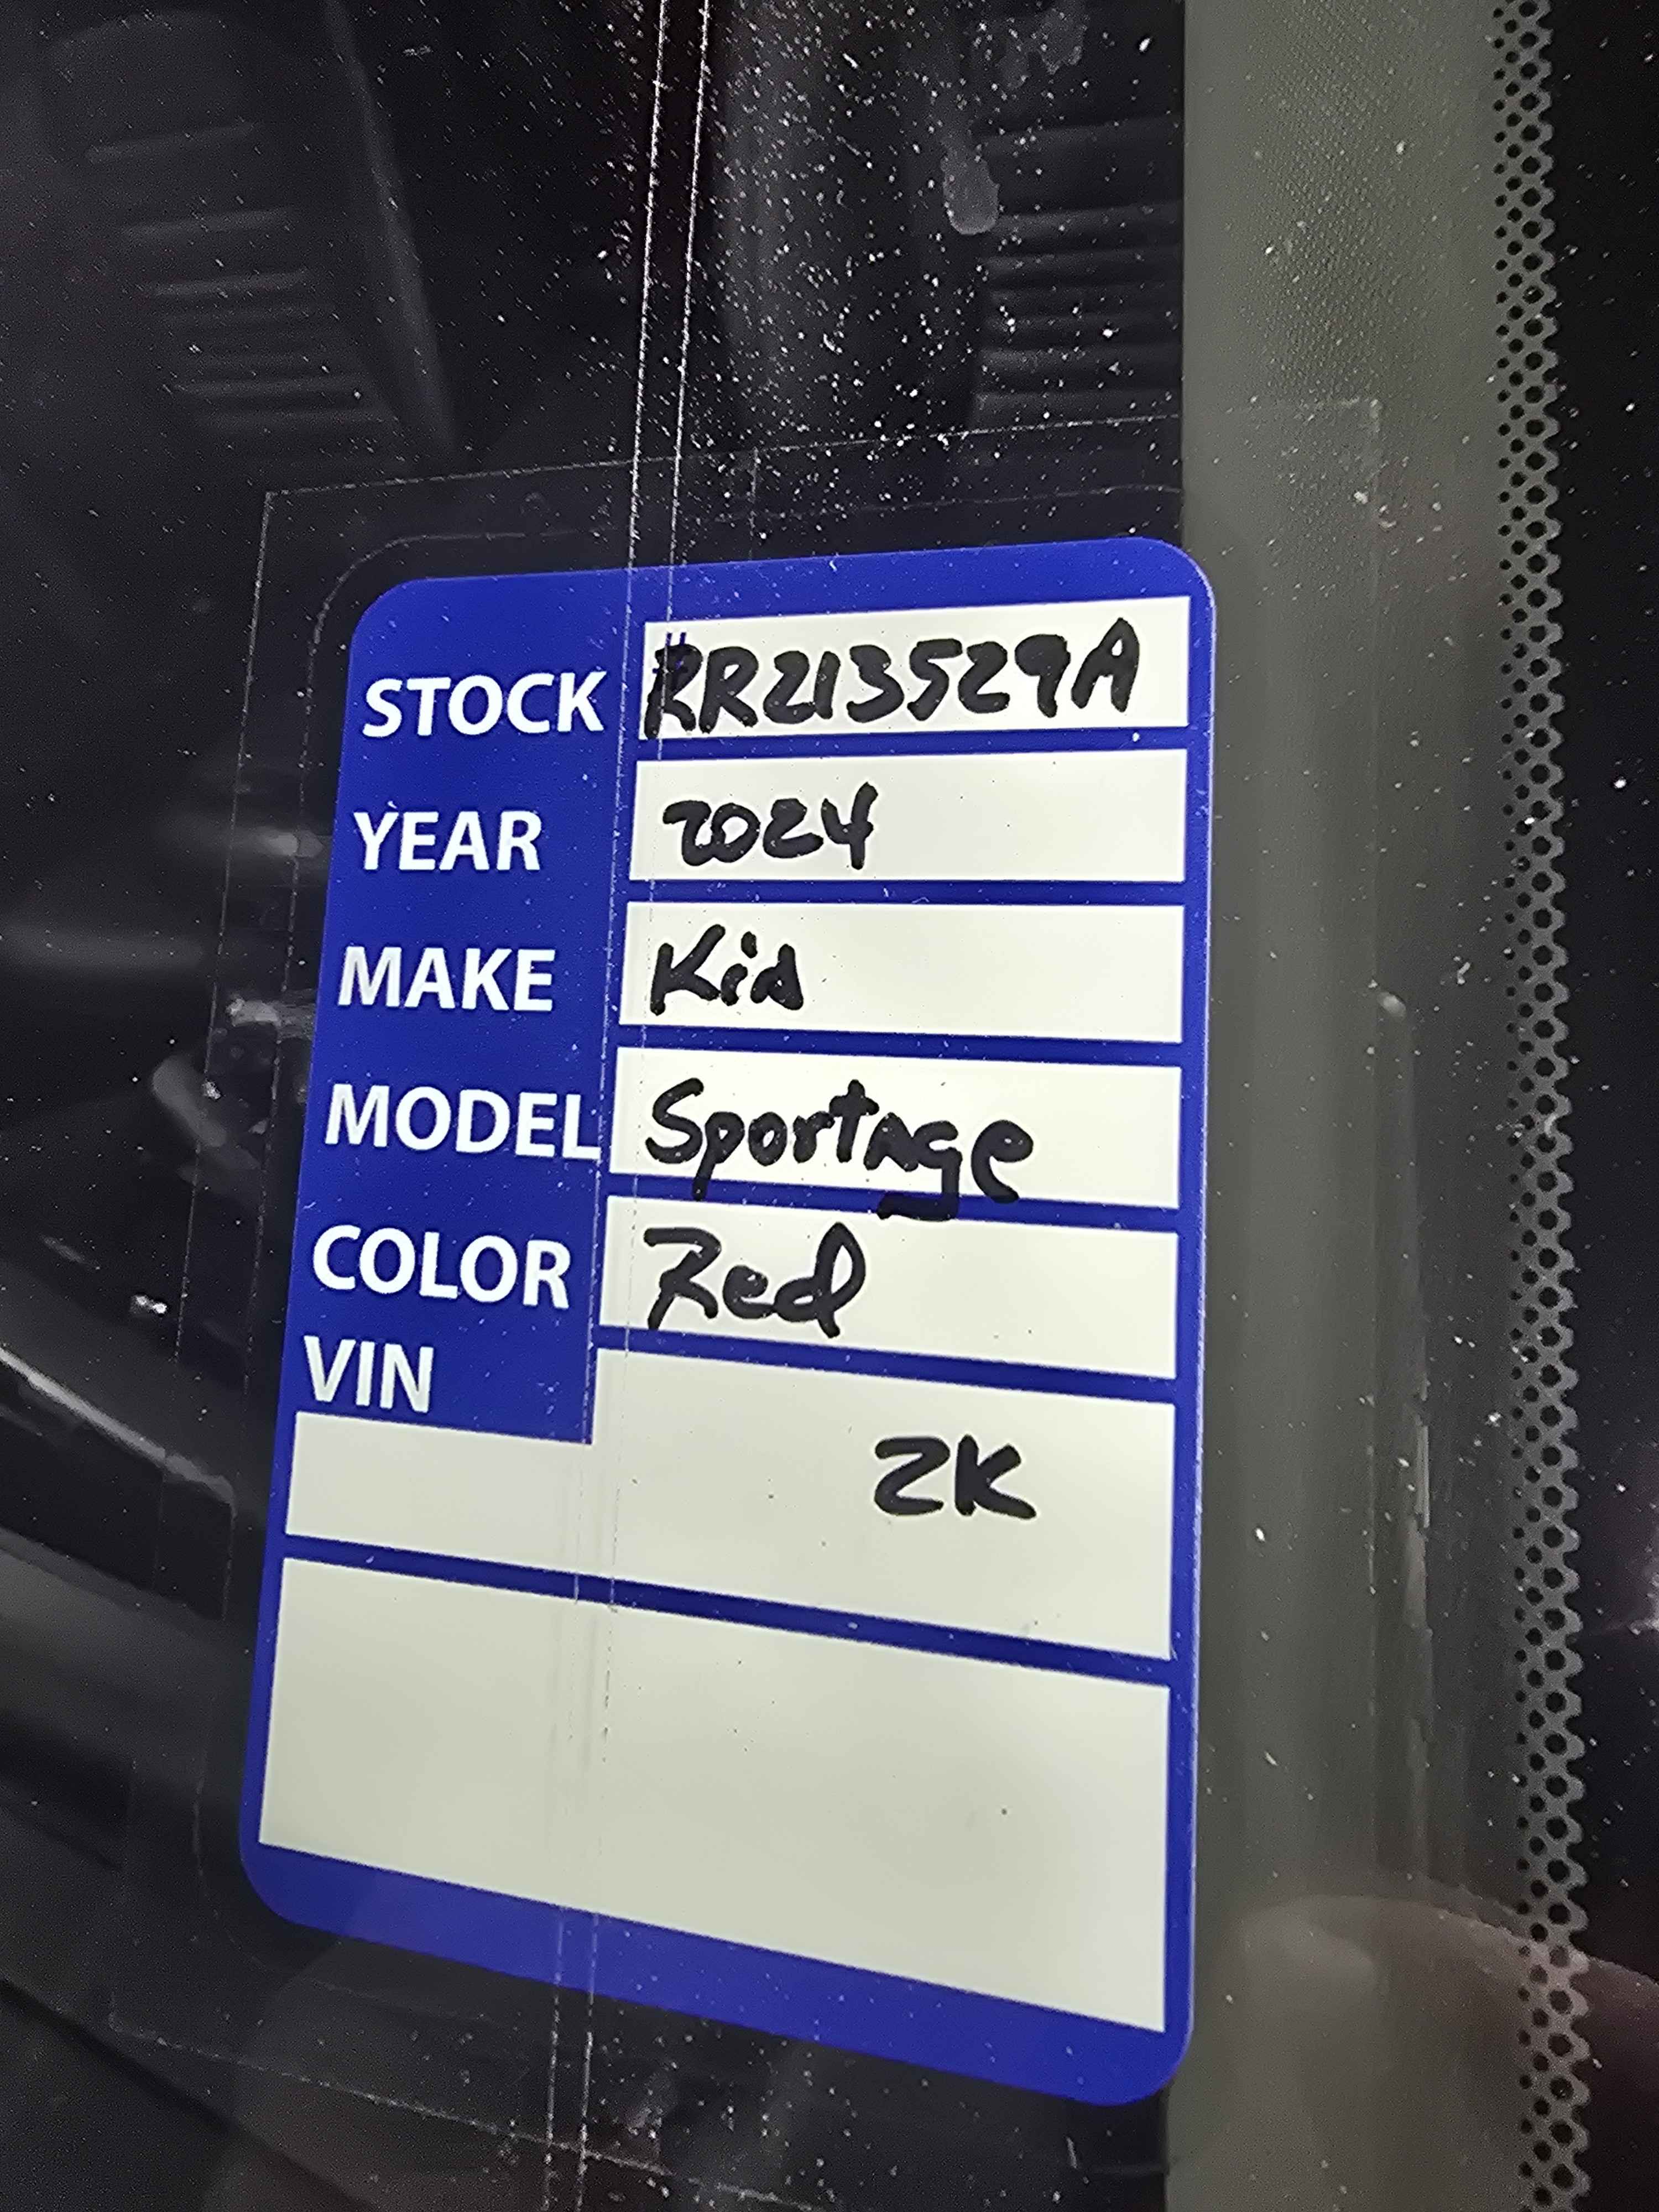 STOCK # RR213529A
YEAR 2024
MAKE Kia
MODEL Sportage
COLOR Red
VIN
2K